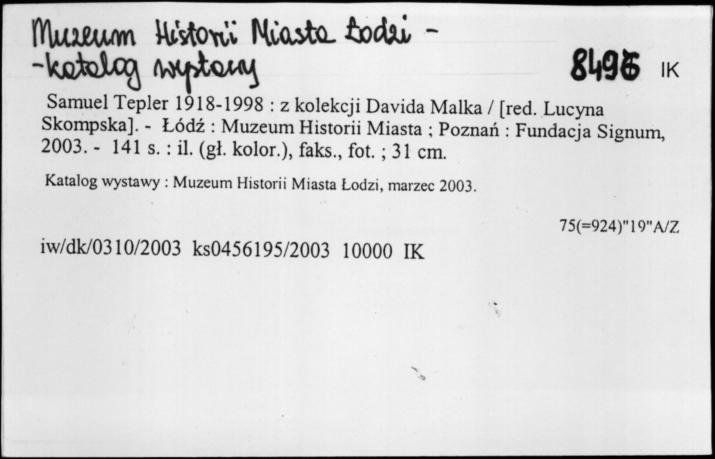 Muzeum Historii Miasta Łodzi -
- katalog wystawy
8496 IK
Samuel Tepler 1918-1998 : z kolekcji Davida Malka / [red. Lucyna
Skompska]. - Łódź : Muzeum Historii Miasta ; Poznań : Fundacja Signum,
2003. - 141 s. : il. (gł. kolor.), faks., fot. ; 31 cm.
Katalog wystawy : Muzeum Historii Miasta Łodzi, marzec 2003.
75(=924)"19"A/Z
iw/dk/0310/2003 ks0456195/2003 10000 IK